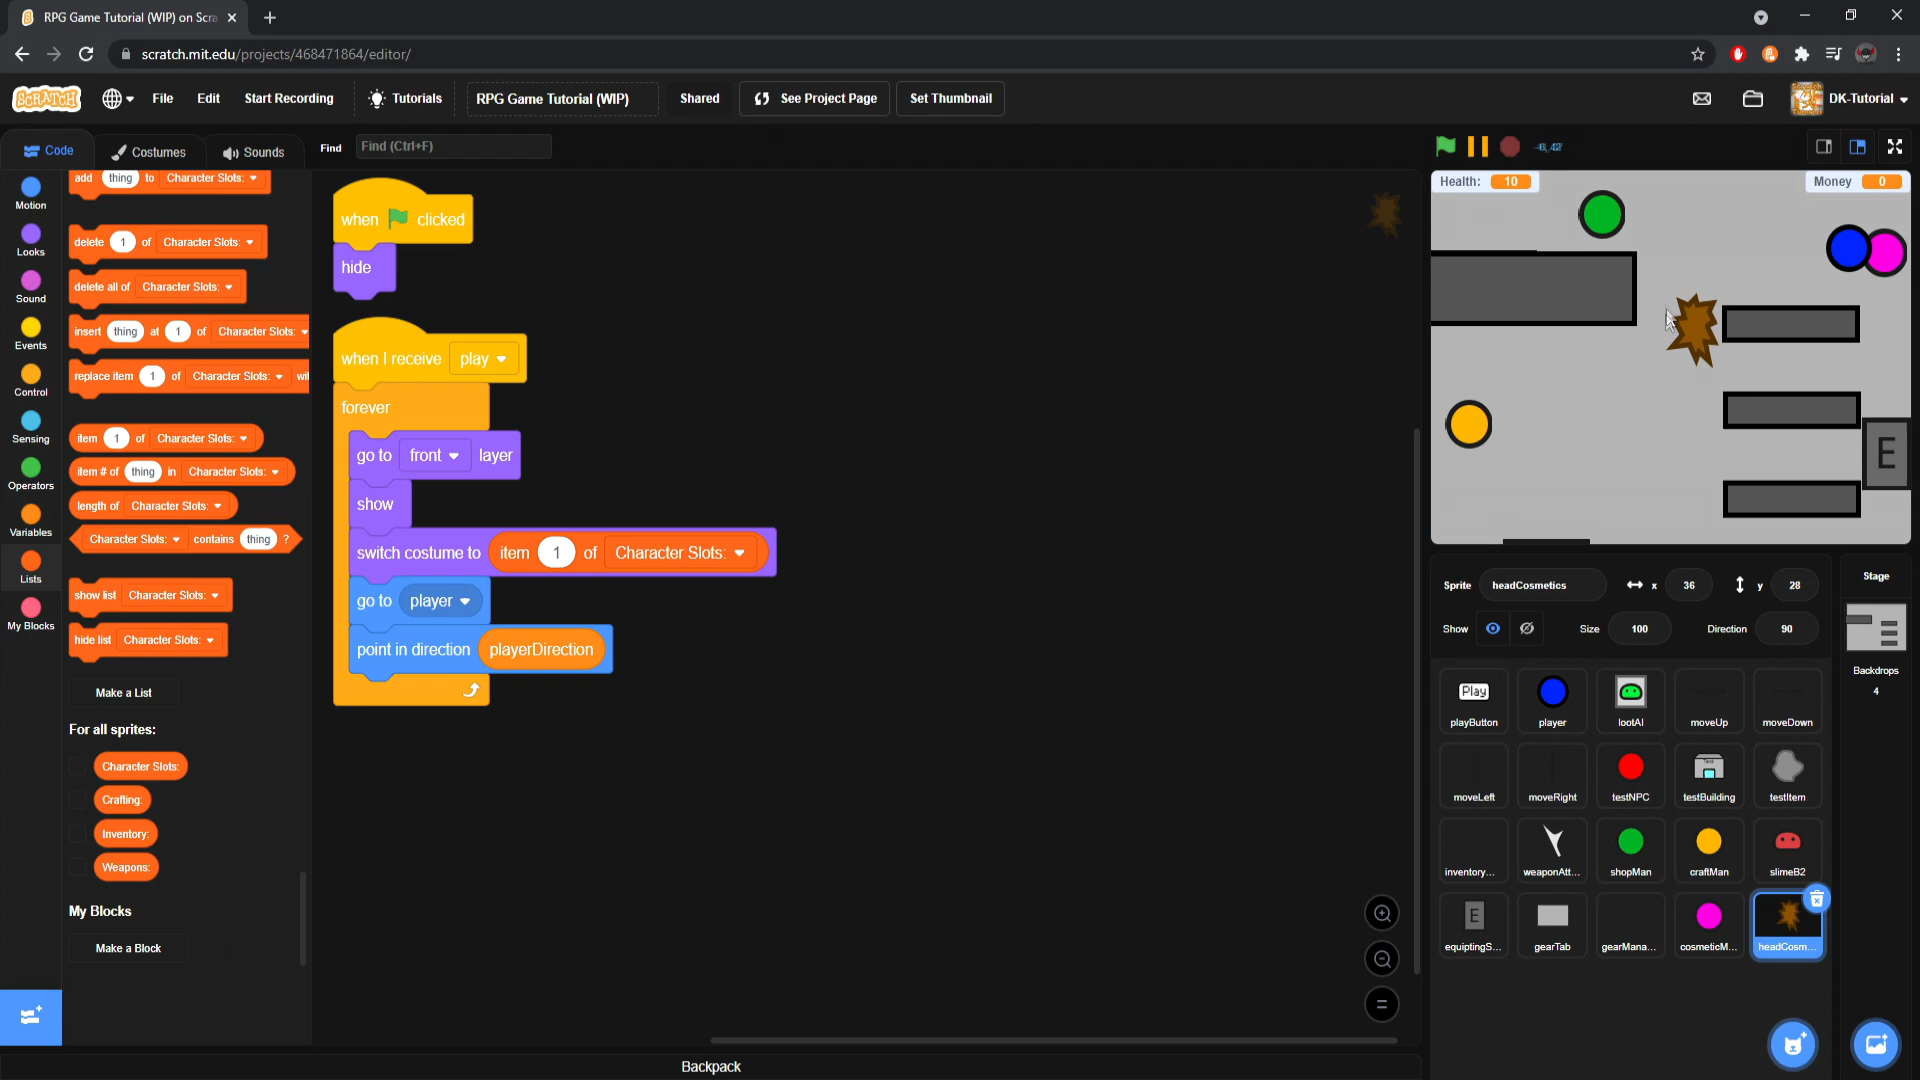 RPG Game Tutorial (WIP) on Scra
scratch.mit.edu/projects/468471864/editor/
SCRATCH
File
Edit
Start Recording
Tutorials
RPG Game Tutorial (WIP)
Shared
See Project Page
Set Thumbnail
DK-Tutorial
Code
Costumes
Sounds
Find
Find (Ctrl+F)
-6, 42
Motion
Looks
Sound
Events
Control
Sensing
Operators
Variables
Lists
My Blocks
add thing to Character Slots:
delete 1 of Character Slots:
delete all of Character Slots:
insert thing at 1 of Character Slots:
replace item 1 of Character Slots: wi
item 1 of Character Slots:
item # of thing in Character Slots:
length of Character Slots:
Character Slots: contains thing ?
show list Character Slots:
hide list Character Slots:
Make a List
For all sprites:
Character Slots:
Crafting:
Inventory:
Weapons:
My Blocks
Make a Block
when clicked
hide
when I receive play
forever
go to front layer
show
switch costume to item 1 of Character Slots:
go to player
point in direction playerDirection
Backpack
Health: 10
Money 0
E
Sprite headCosmetics x 36 y 28
Show Size 100 Direction 90
Play
playButton
player
lootAI
moveUp
moveDown
moveLeft
moveRight
testNPC
testBuilding
testItem
inventory...
weaponAtt...
shopMan
craftMan
slimeB2
E
equiptingS...
gearTab
gearMana...
cosmeticM...
headCosm...
Stage
Backdrops
4